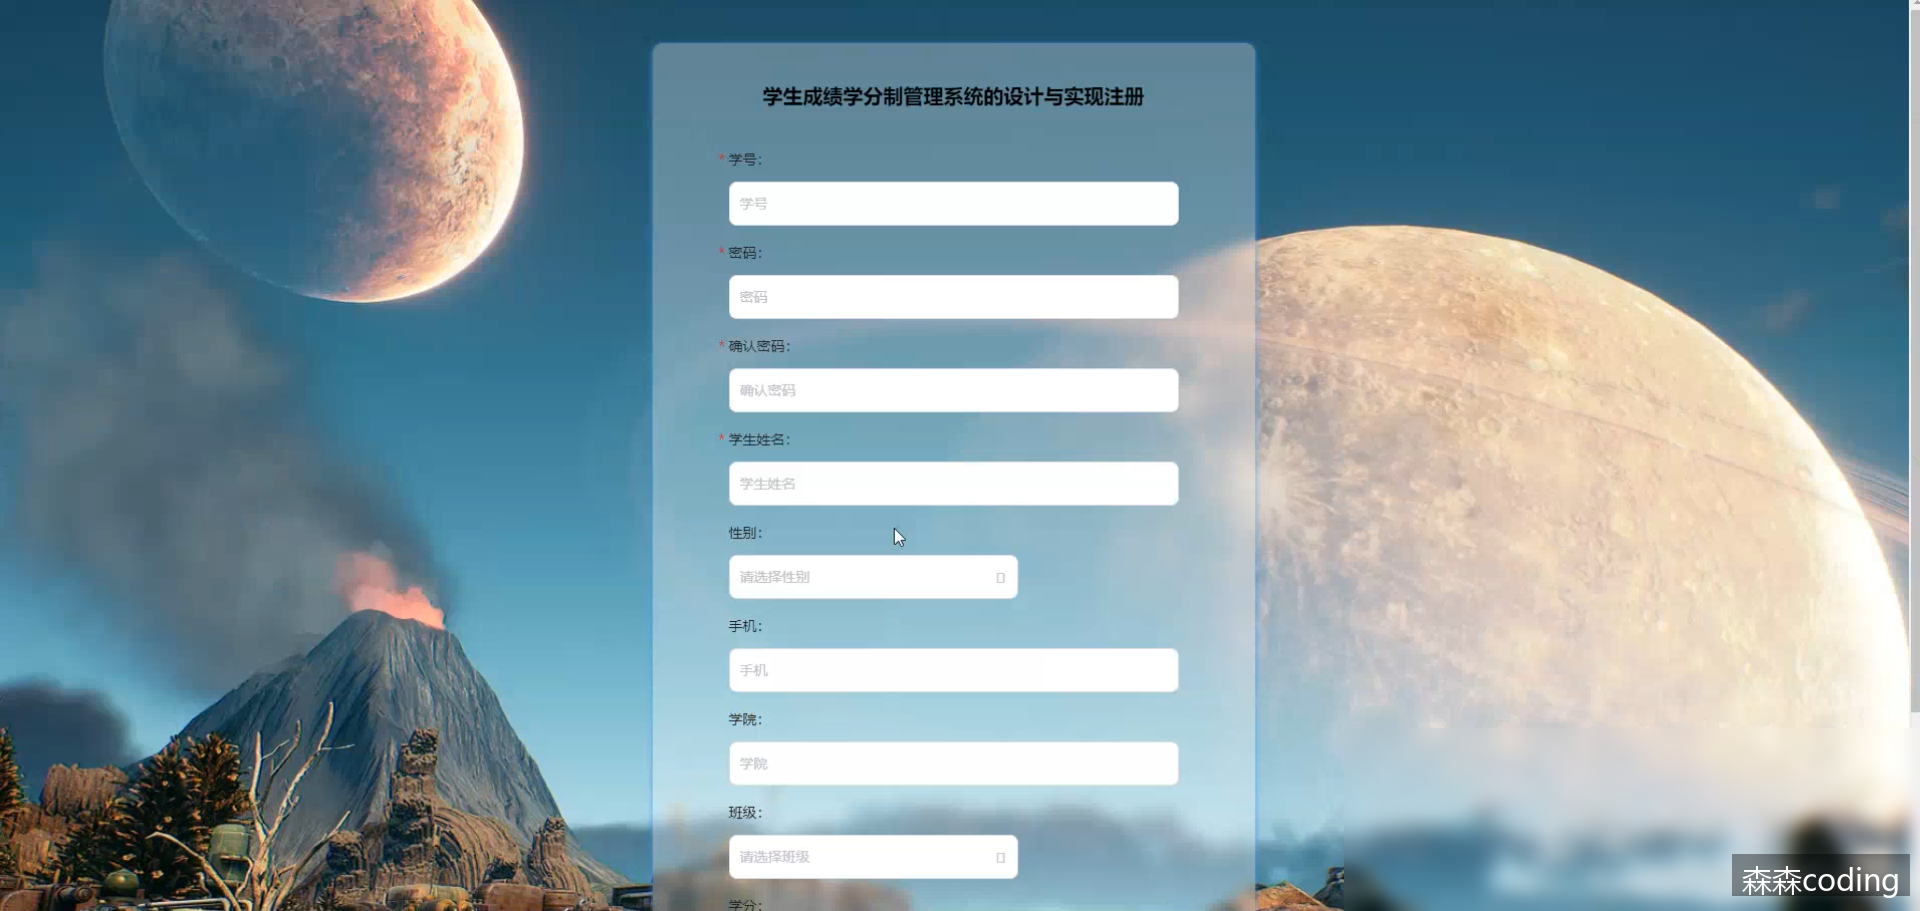 学生成绩学分制管理系统的设计与实现注册
* 学号：
学号
* 密码：
密码
* 确认密码：
确认密码
* 学生姓名：
学生姓名
性别：
请选择性别
手机：
手机
学院：
学院
班级：
请选择班级
学分：
森森coding